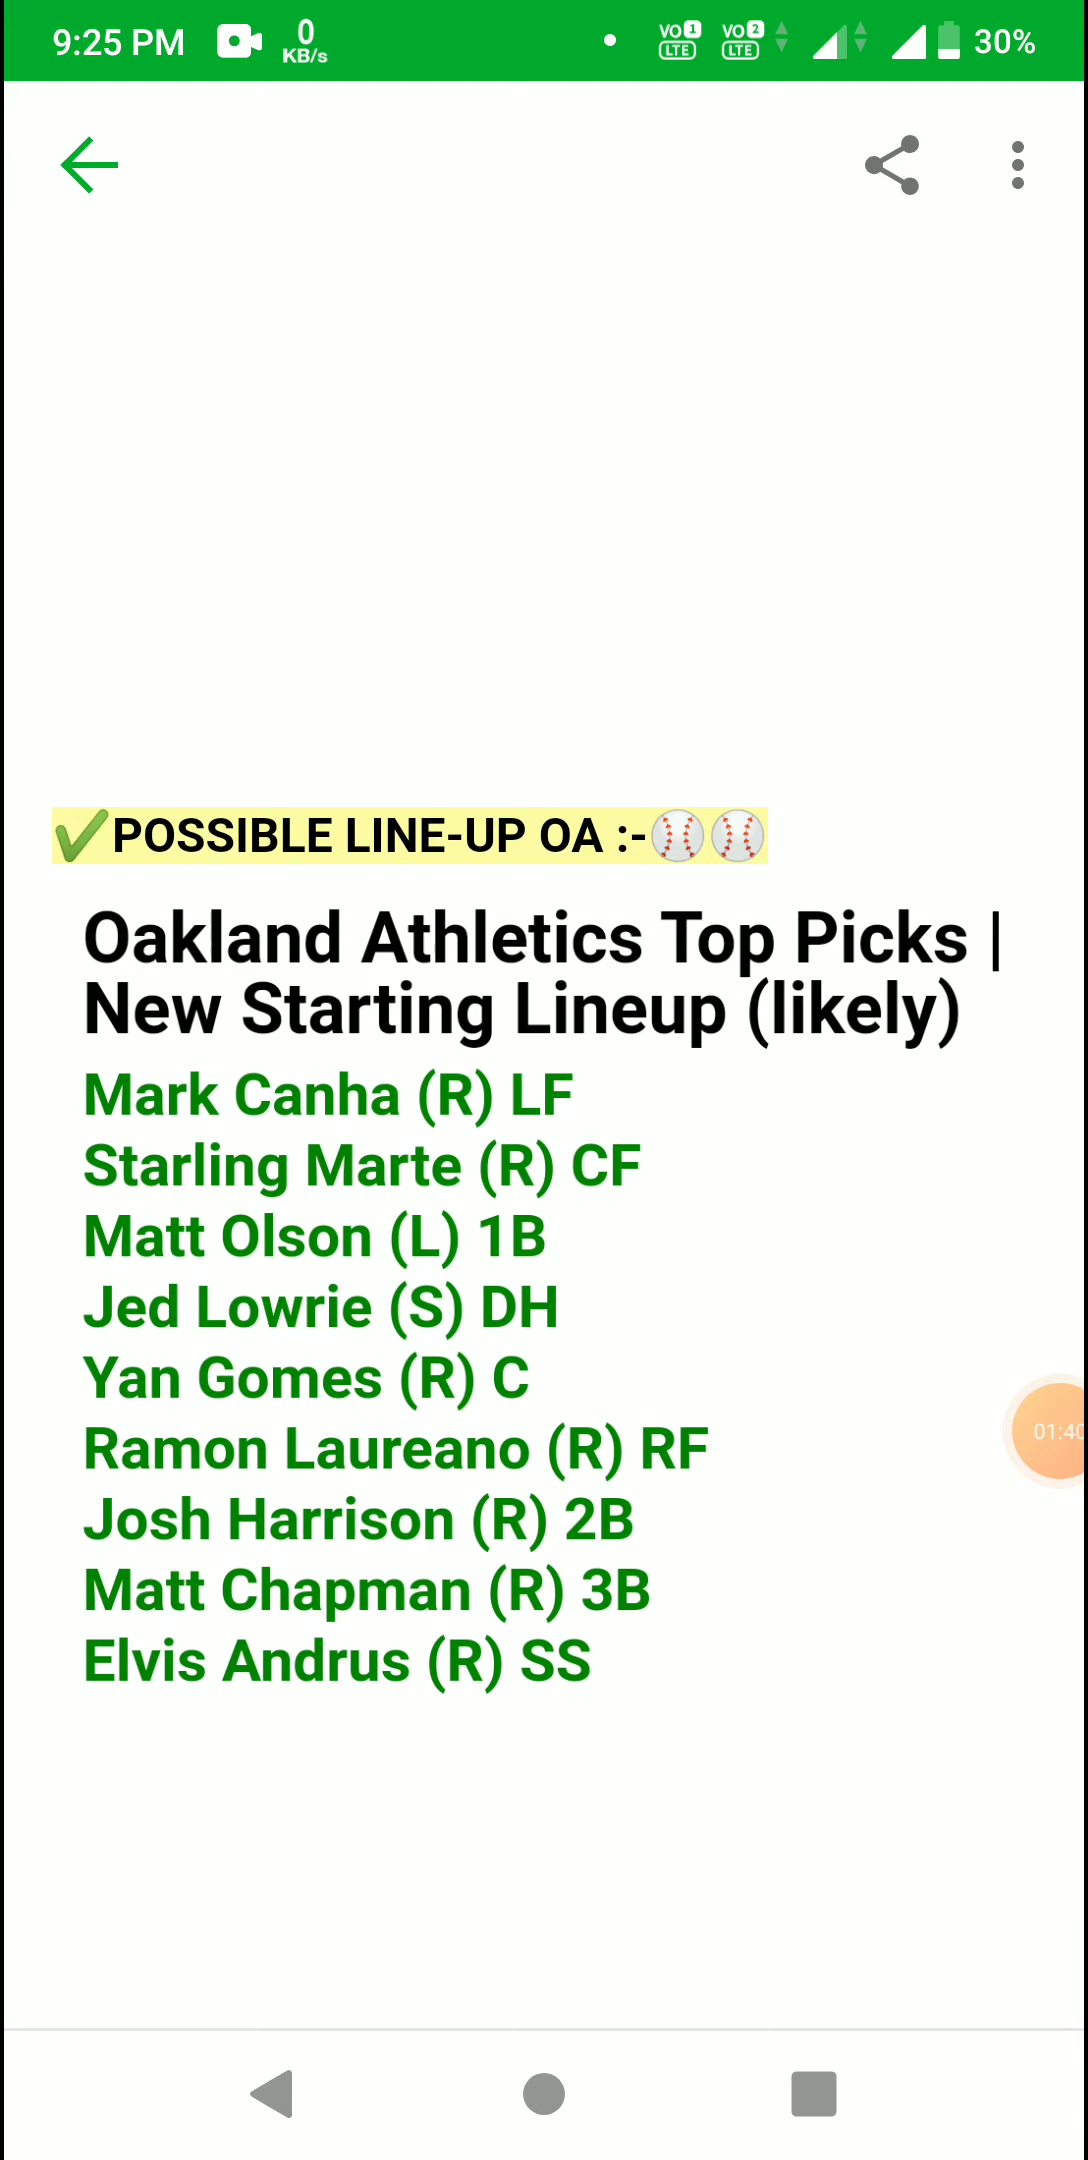 9:25 PM 0 KB/s VO 1 LTE VO 2 LTE 30%
✔POSSIBLE LINE-UP OA :-⚾⚾
Oakland Athletics Top Picks |
New Starting Lineup (likely)
Mark Canha (R) LF
Starling Marte (R) CF
Matt Olson (L) 1B
Jed Lowrie (S) DH
Yan Gomes (R) C
Ramon Laureano (R) RF
01:40
Josh Harrison (R) 2B
Matt Chapman (R) 3B
Elvis Andrus (R) SS